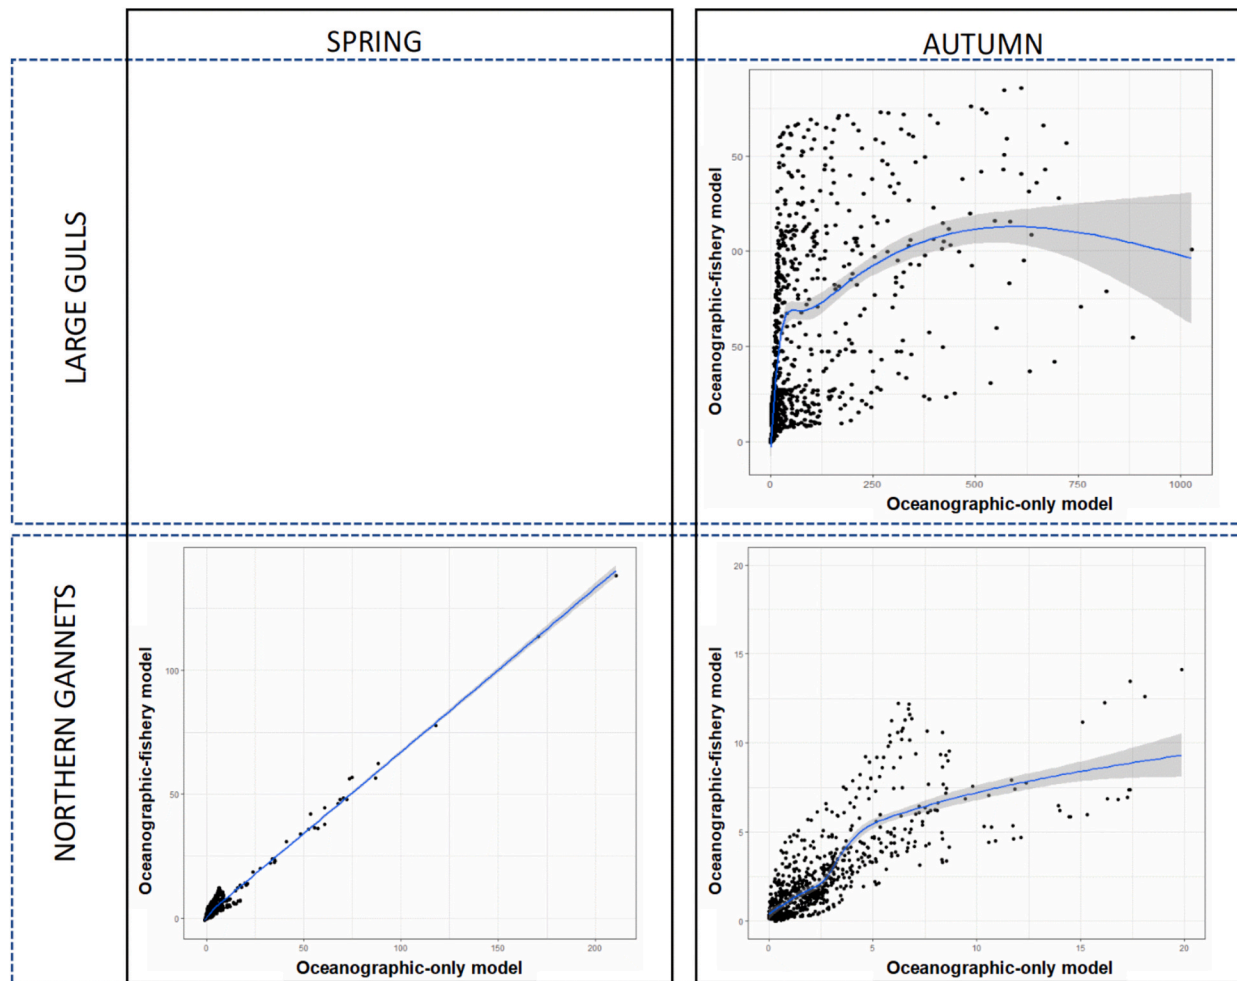 SPRING
AUTUMN
LARGE GULLS
Oceanographic-fishery model
50
00
50
0
0
250
500
750
1000
Oceanographic-only model
NORTHERN GANNETS
Oceanographic-fishery model
100
50
0
0
50
100
150
200
Oceanographic-only model
Oceanographic-fishery model
20
15
10
5
0
0
5
10
15
20
Oceanographic-only model